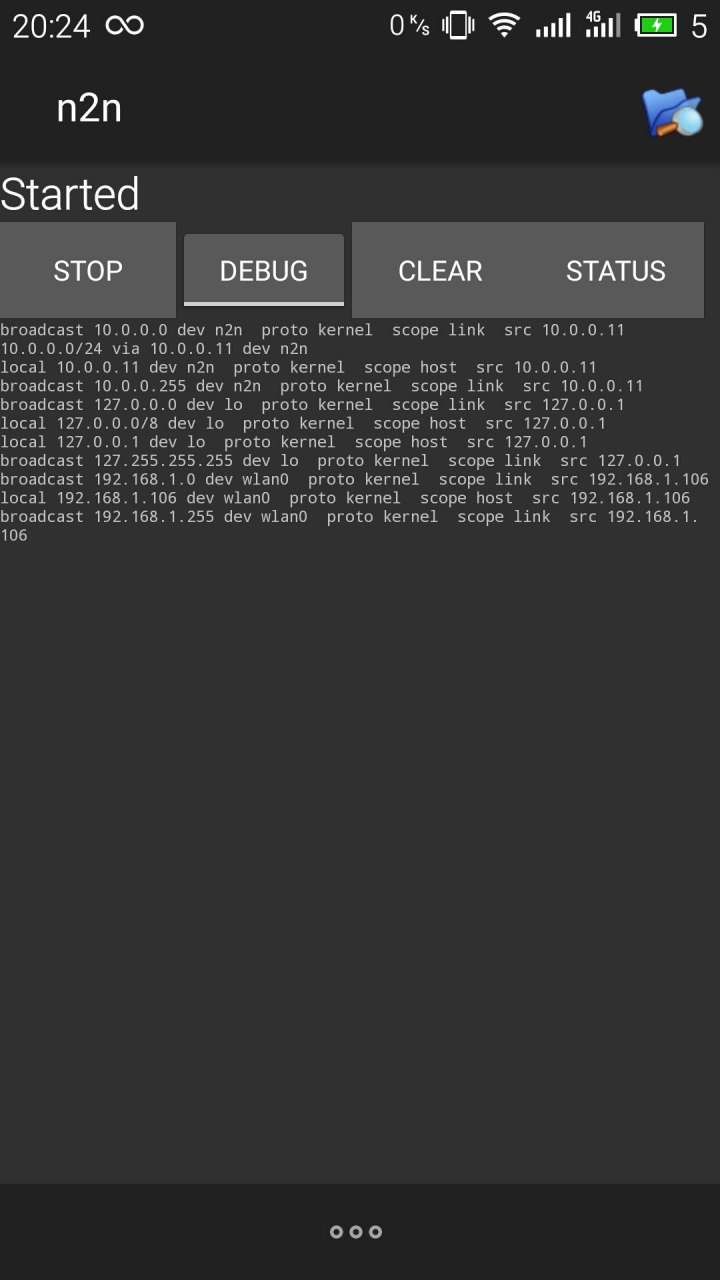 20:24 0 K/s 4G 5
n2n
Started
STOP DEBUG CLEAR STATUS
broadcast 10.0.0.0 dev n2n  proto kernel  scope link  src 10.0.0.11
10.0.0.0/24 via 10.0.0.11 dev n2n
local 10.0.0.11 dev n2n  proto kernel  scope host  src 10.0.0.11
broadcast 10.0.0.255 dev n2n  proto kernel  scope link  src 10.0.0.11
broadcast 127.0.0.0 dev lo  proto kernel  scope link  src 127.0.0.1
local 127.0.0.0/8 dev lo  proto kernel  scope host  src 127.0.0.1
local 127.0.0.1 dev lo  proto kernel  scope host  src 127.0.0.1
broadcast 127.255.255.255 dev lo  proto kernel  scope link  src 127.0.0.1
broadcast 192.168.1.0 dev wlan0  proto kernel  scope link  src 192.168.1.106
local 192.168.1.106 dev wlan0  proto kernel  scope host  src 192.168.1.106
broadcast 192.168.1.255 dev wlan0  proto kernel  scope link  src 192.168.1.
106